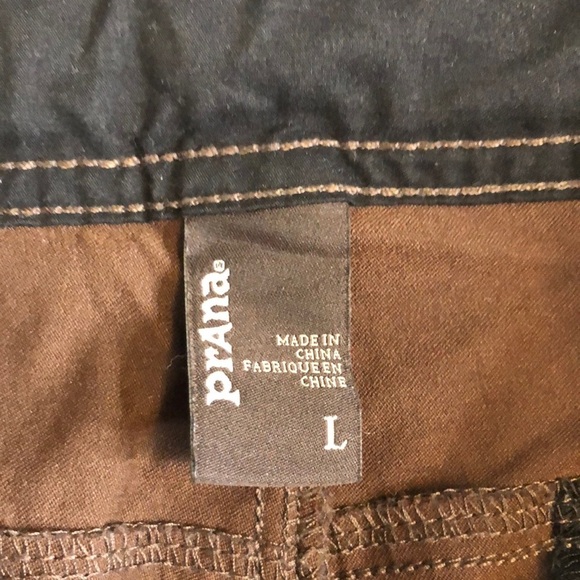 prAna®
MADE IN
CHINA
FABRIQUE EN
CHINE
L